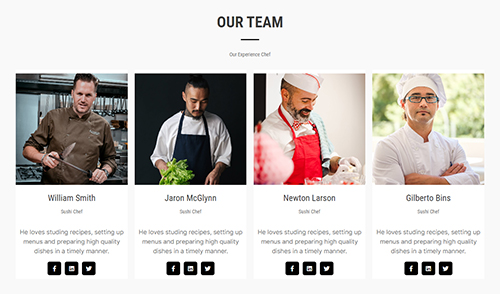 OUR TEAM
Our Experience Chef
William Smith
Sushi Chef
He loves studing recipes, setting up
menus and preparing high quality
dishes in a timely manner.
Jaron McGlynn
Sushi Chef
He loves studing recipes, setting up
menus and preparing high quality
dishes in a timely manner.
Newton Larson
Sushi Chef
He loves studing recipes, setting up
menus and preparing high quality
dishes in a timely manner.
Gilberto Bins
Sushi Chef
He loves studing recipes, setting up
menus and preparing high quality
dishes in a timely manner.